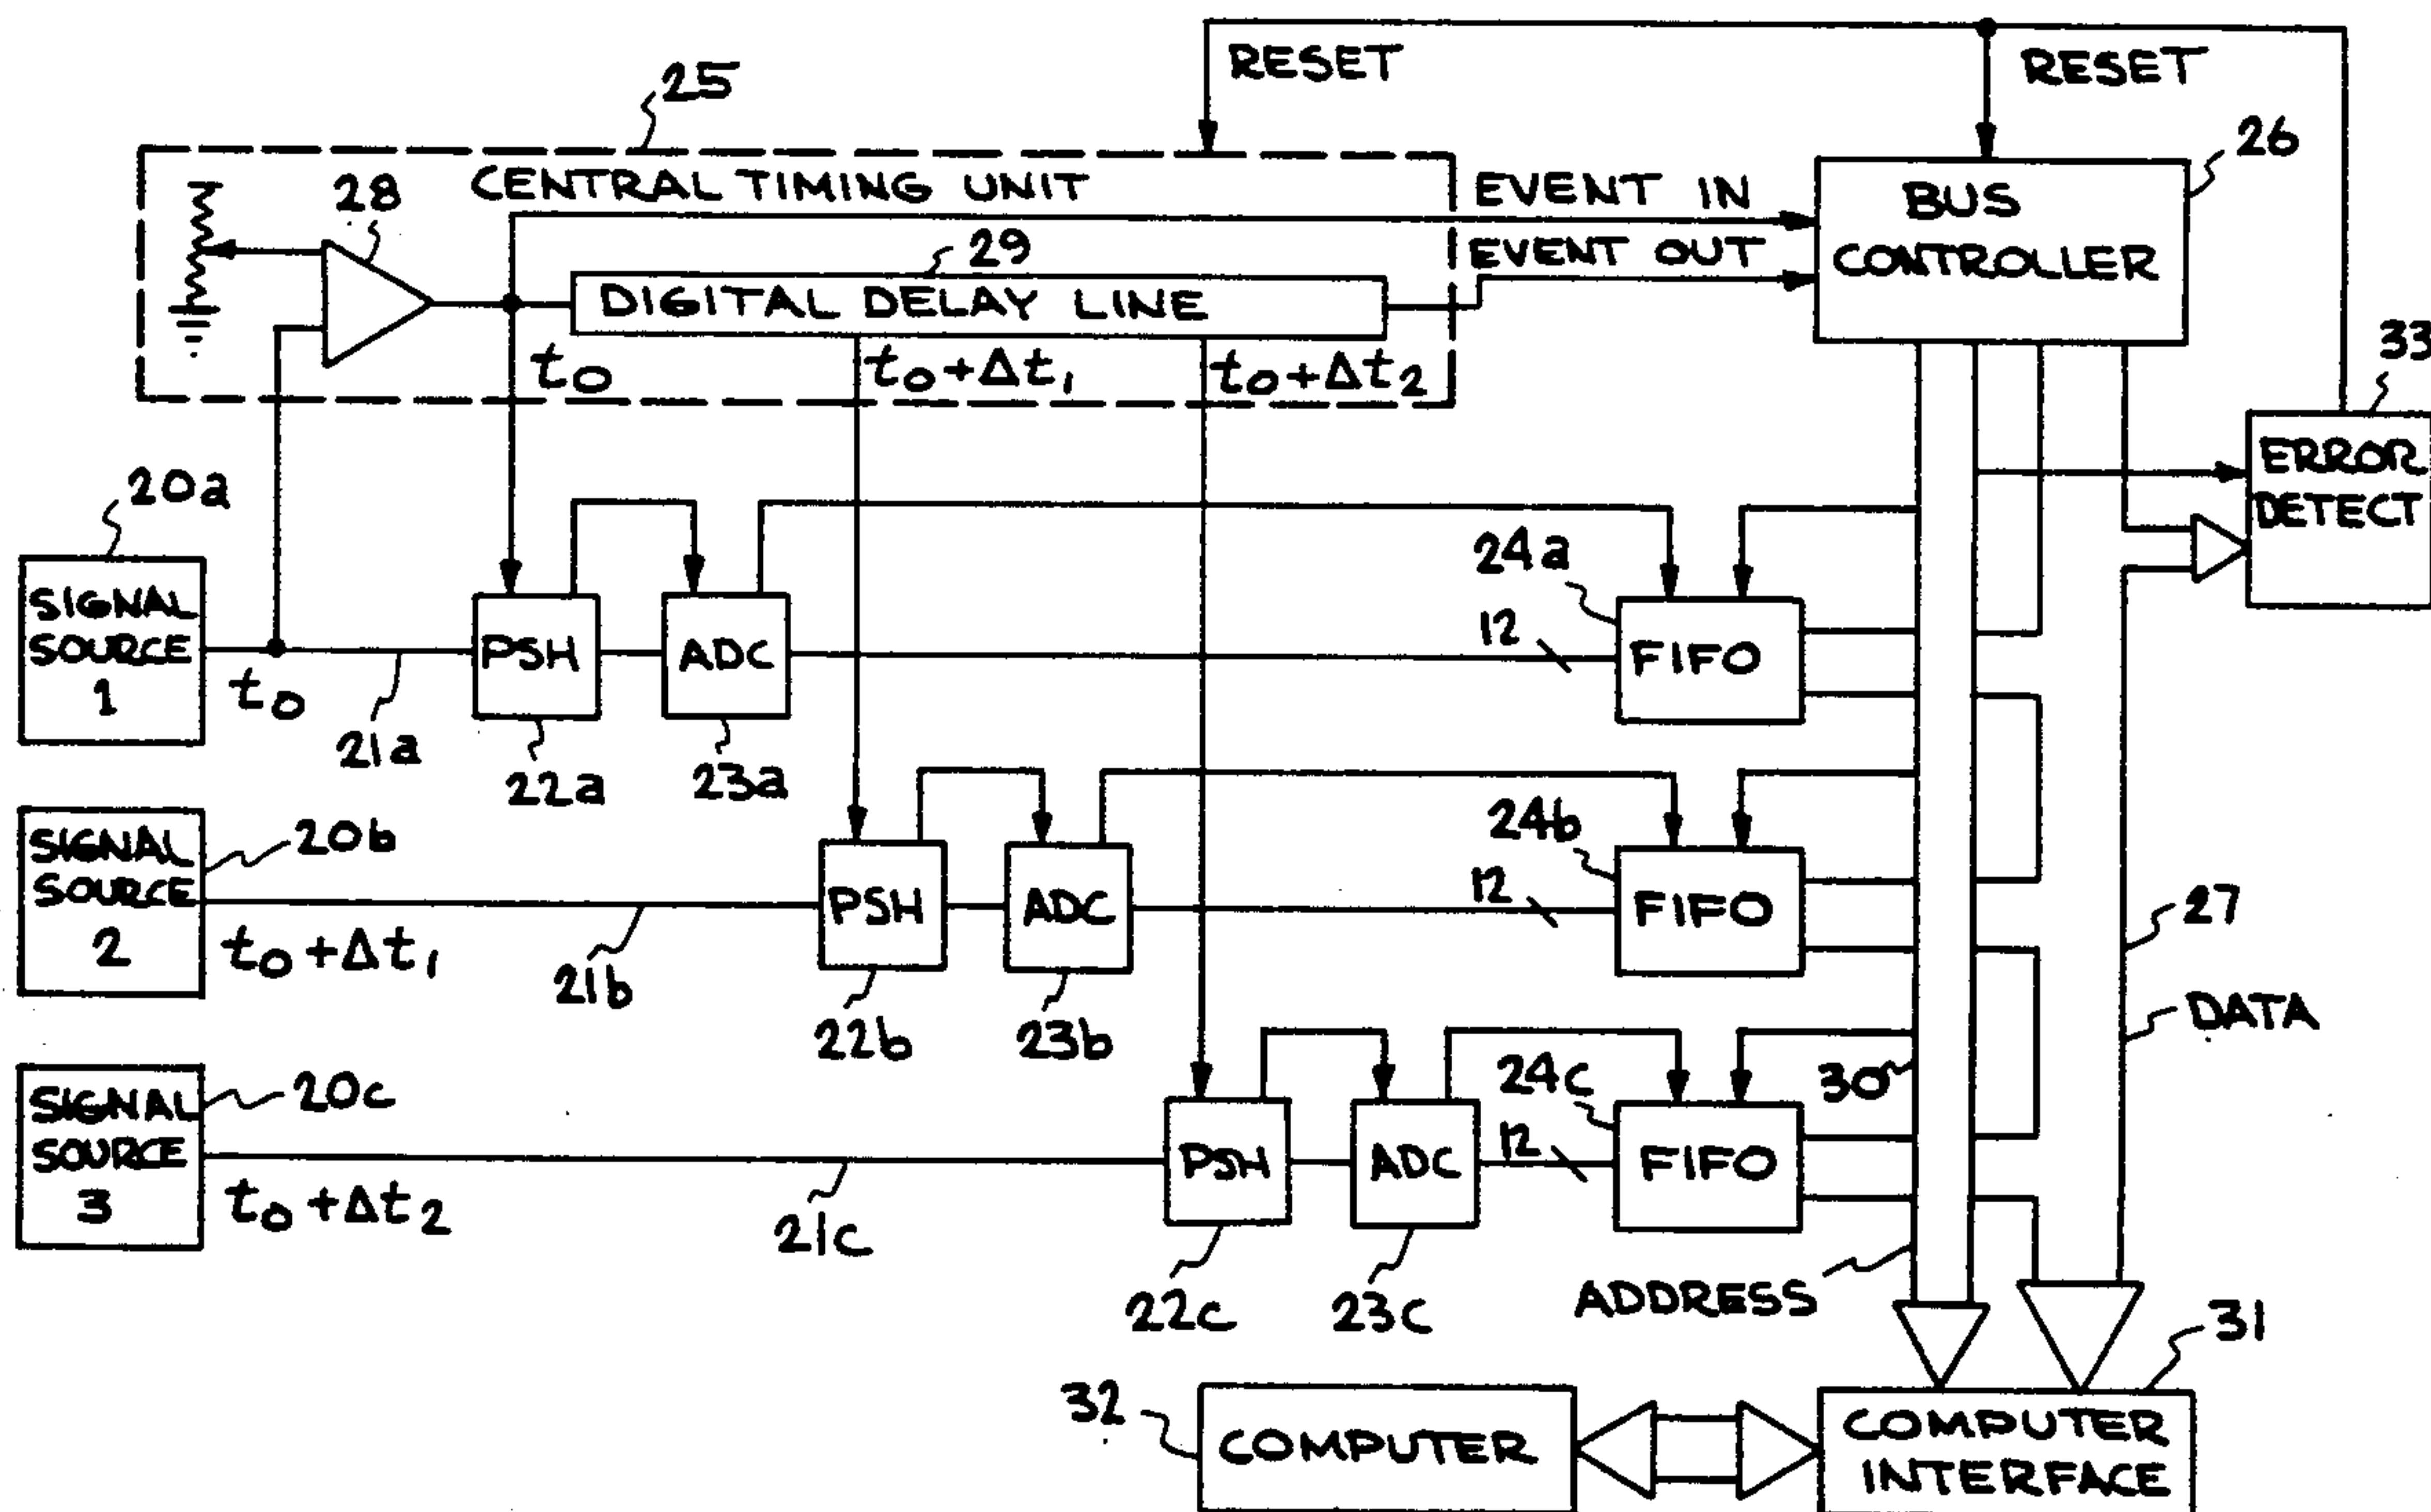 RESET
RESET
25
26
CENTRAL TIMING UNIT
28
EVENT IN
BUS
CONTROLLER
29
EVENT OUT
DIGITAL DELAY LINE
t₀
t₀+Δt₁
t₀+Δt₂
33
ERROR
DETECT
20a
SIGNAL
SOURCE
1
t₀
21a
PSH
22a
ADC
23a
12
24a
FIFO
SIGNAL
SOURCE
2
20b
t₀+Δt₁
21b
PSH
22b
ADC
23b
12
24b
FIFO
27
DATA
SIGNAL
SOURCE
3
20c
t₀+Δt₂
21c
PSH
22c
ADC
23c
12
24c
FIFO
30
ADDRESS
31
32
COMPUTER
COMPUTER
INTERFACE